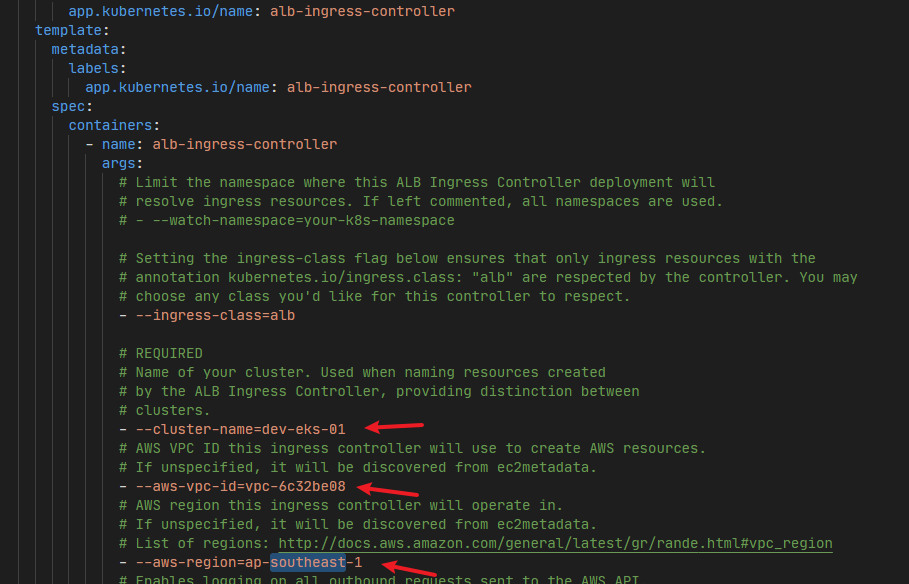 app.kubernetes.io/name: alb-ingress-controller
template:
metadata:
labels:
app.kubernetes.io/name: alb-ingress-controller
spec:
containers:
- name: alb-ingress-controller
args:
# Limit the namespace where this ALB Ingress Controller deployment will
# resolve ingress resources. If left commented, all namespaces are used.
# - --watch-namespace=your-k8s-namespace
# Setting the ingress-class flag below ensures that only ingress resources with the
# annotation kubernetes.io/ingress.class: "alb" are respected by the controller. You may
# choose any class you'd like for this controller to respect.
- --ingress-class=alb
# REQUIRED
# Name of your cluster. Used when naming resources created
# by the ALB Ingress Controller, providing distinction between
# clusters.
- --cluster-name=dev-eks-01
# AWS VPC ID this ingress controller will use to create AWS resources.
# If unspecified, it will be discovered from ec2metadata.
- --aws-vpc-id=vpc-6c32be08
# AWS region this ingress controller will operate in.
# If unspecified, it will be discovered from ec2metadata.
# List of regions: http://docs.aws.amazon.com/general/latest/gr/rande.html#vpc_region
- --aws-region=ap-southeast-1
# Enables logging on all outbound requests sent to the AWS API